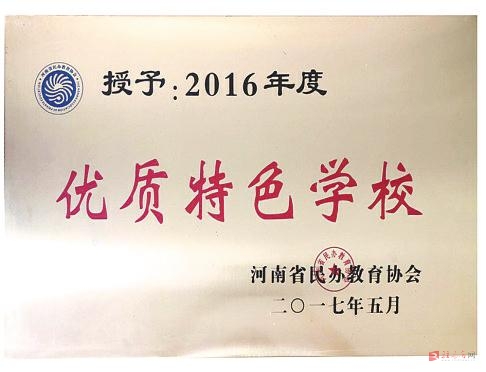 授予:2016年度
优质特色学校
河南省民办教育协会
二〇一七年五月